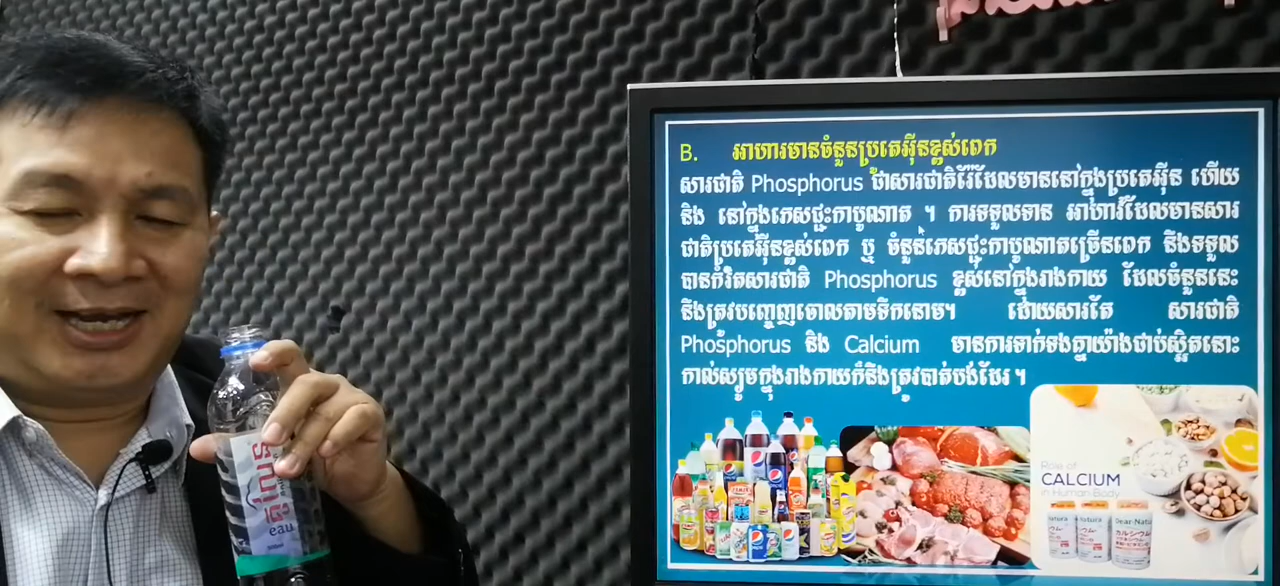 B. អាហារមានចំនួនប្រូតេអ៊ីនខ្ពស់ពេក
សារជាតិ Phosphorus ជាសារជាតិរ៉ែដែលមាននៅក្នុងប្រូតេអ៊ីន ហើយ
និង នៅក្នុងភេសជ្ជះកាបូណាត ។ ការទទួលទាន អាហារដែលមានសារ
ជាតិប្រូតេអ៊ីនខ្ពស់ពេក ឬ ចំនួនភេសជ្ជះកាបូណាតច្រើនពេក នឹងទទួល
បានកំរិតសារជាតិ Phosphorus ខ្ពស់នៅក្នុងរាងកាយ ដែលចំនួននេះ
និងត្រូវបញ្ចេញចោលតាមទឹកនោម។ ដោយសារតែ សារជាតិ
Phosphorus និង Calcium មានការទាក់ទងគ្នាយ៉ាងជាប់ស្អិតនោះ
កាល់ស្យូមក្នុងរាងកាយក៏នឹងត្រូវបាត់បង់ដែរ ។
Role of
CALCIUM
in Human Body
Dear-Natura
カルシウム
eau